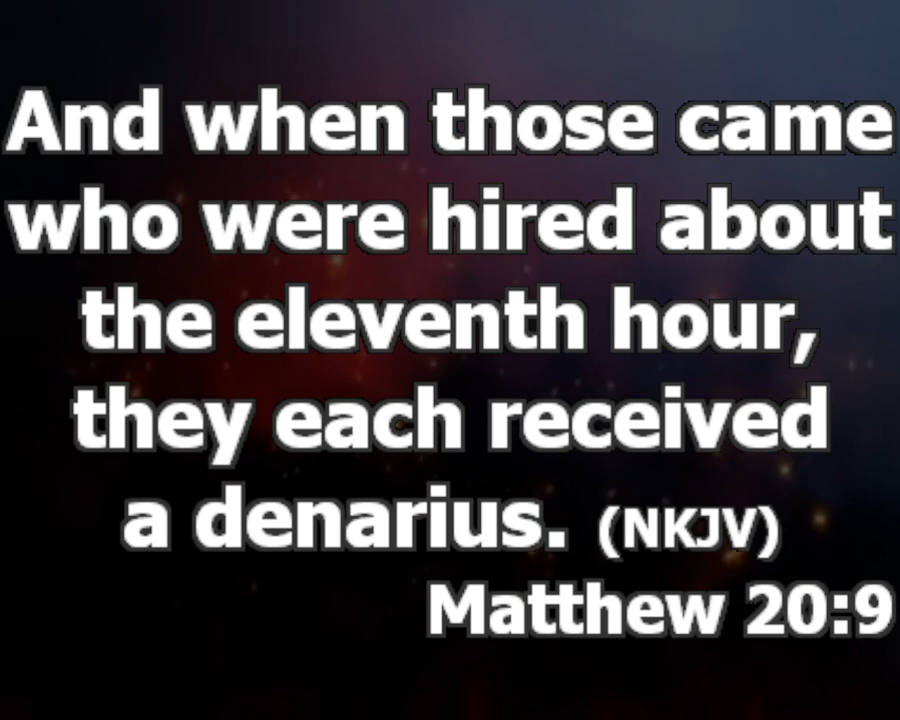 And when those came
who were hired about
the eleventh hour,
they each received
a denarius. (NKJV)
Matthew 20:9